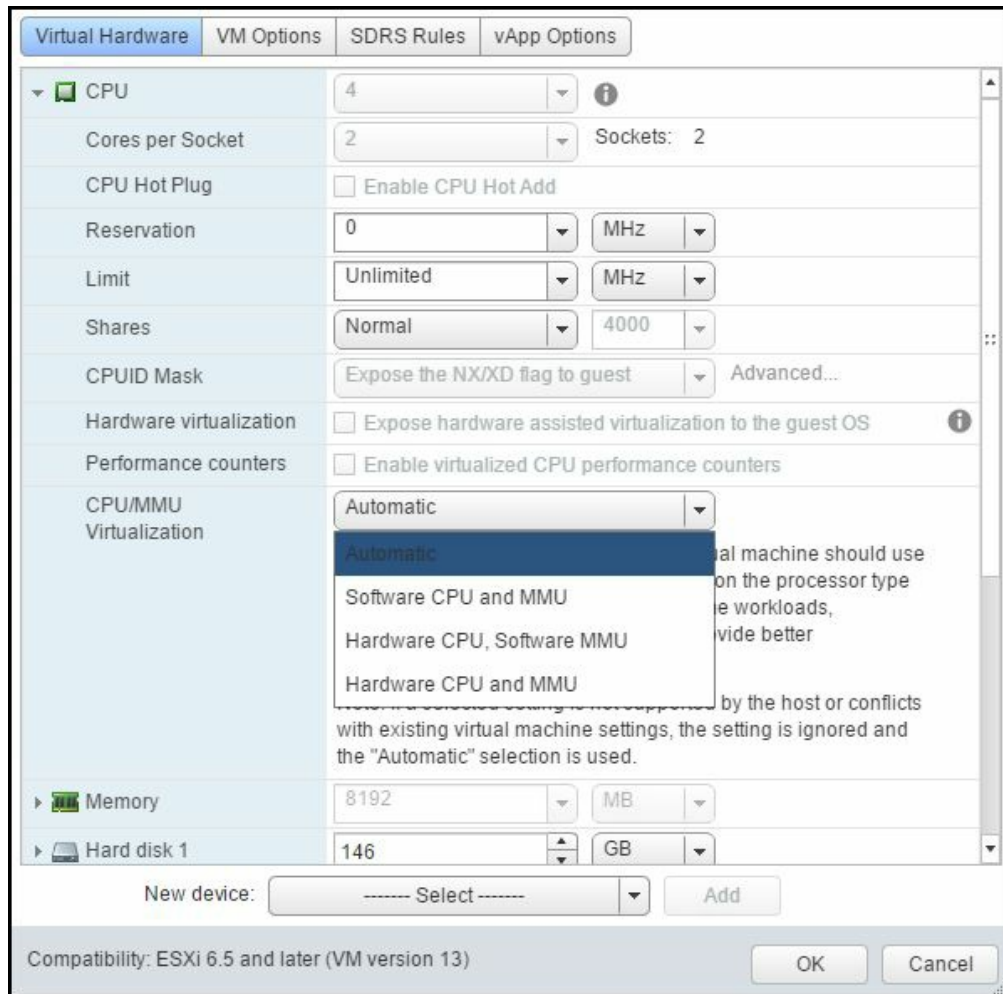 Virtual Hardware VM Options SDRS Rules vApp Options
CPU 4
Cores per Socket 2 Sockets: 2
CPU Hot Plug Enable CPU Hot Add
Reservation 0 MHz
Limit Unlimited MHz
Shares Normal 4000
CPUID Mask Expose the NX/XD flag to guest Advanced...
Hardware virtualization Expose hardware assisted virtualization to the guest OS
Performance counters Enable virtualized CPU performance counters
CPU/MMU Automatic
Virtualization
Automatic machine should use
on the processor type
Software CPU and MMU workloads,
Hardware CPU, Software MMU better
Hardware CPU and MMU
by the host or conflicts
with existing virtual machine settings, the setting is ignored and
the "Automatic" selection is used.
Memory 8192 MB
Hard disk 1 146 GB
New device: ------- Select ------- Add
Compatibility: ESXi 6.5 and later (VM version 13) OK Cancel